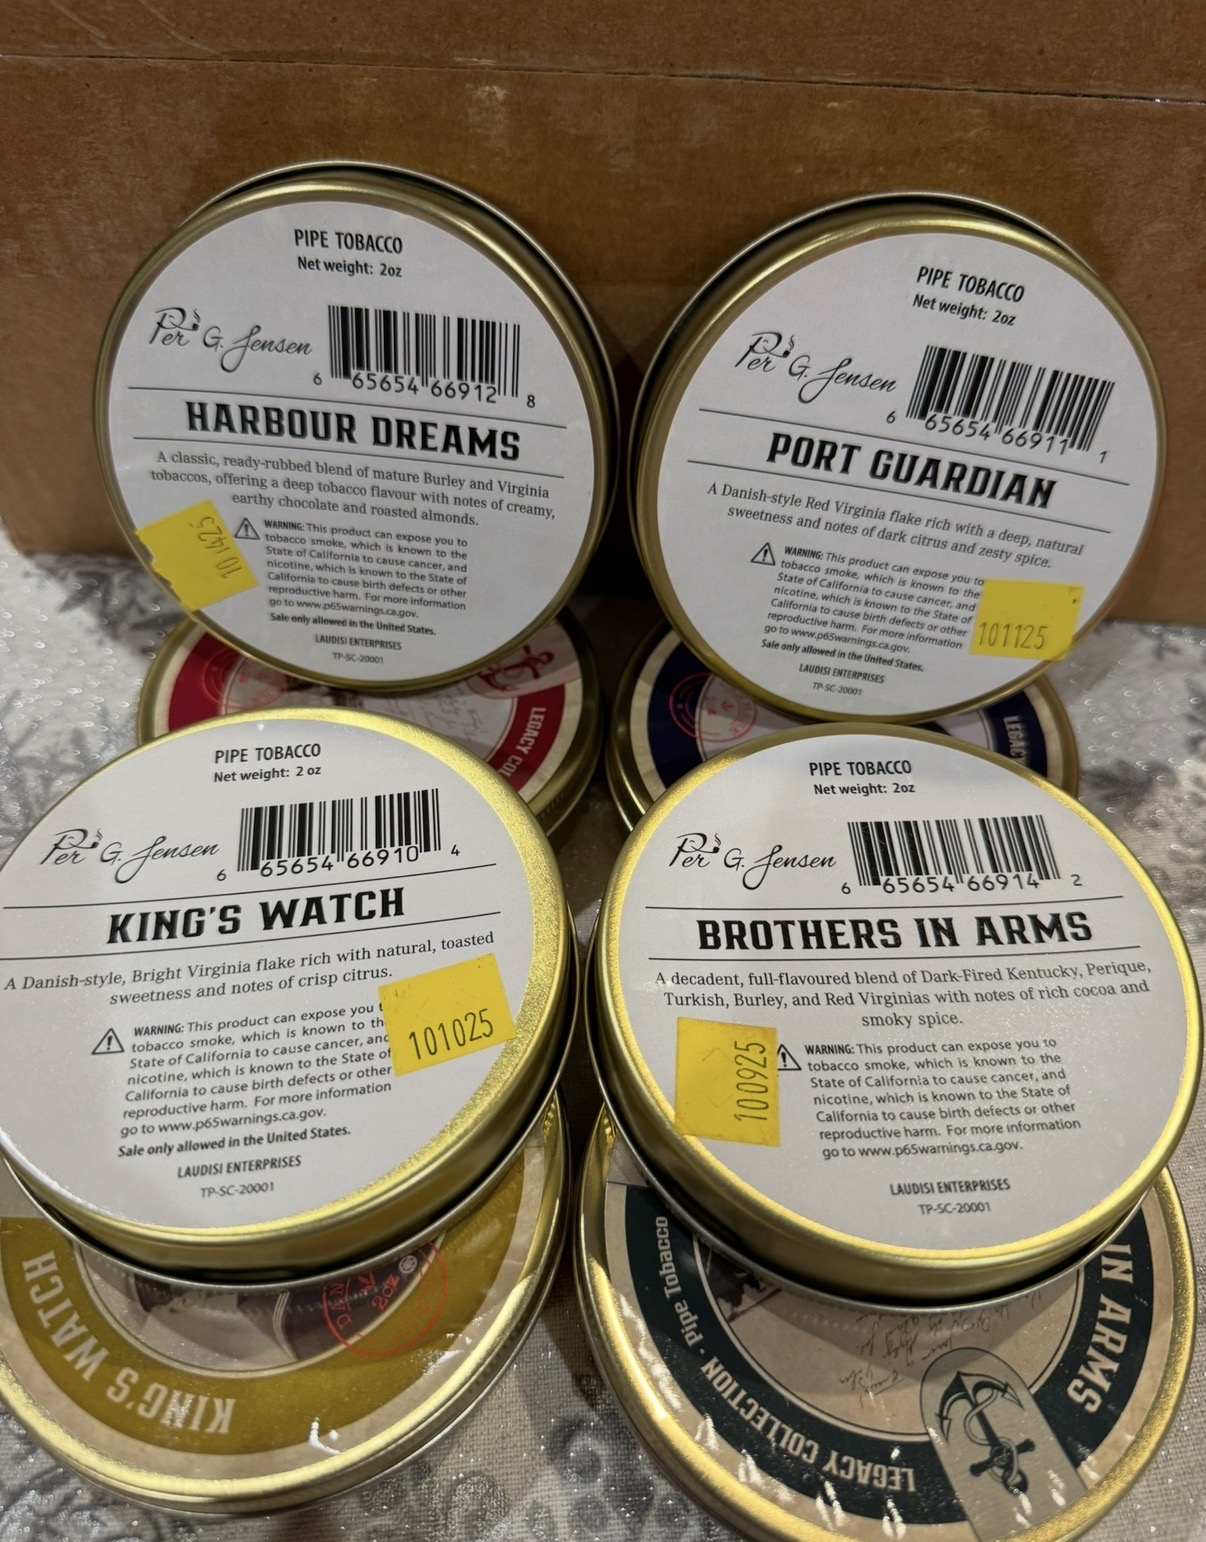 PIPE TOBACCO
Net weight: 2oz
Per G. Jensen
6 65654 66912 8
HARBOUR DREAMS
A classic, ready-rubbed blend of mature Burley and Virginia
tobaccos, offering a deep tobacco flavour with notes of creamy,
earthy chocolate and roasted almonds.
101425
WARNING: This product can expose you to
tobacco smoke, which is known to the
State of California to cause cancer, and
nicotine, which is known to the State of
California to cause birth defects or other
reproductive harm. For more information
go to www.p65warnings.ca.gov.
Sale only allowed in the United States.
LAUDISI ENTERPRISES
TP-SC-20001
LEGACY COL
PIPE TOBACCO
Net weight: 2oz
Per G. Jensen
6 65654 66911 1
PORT GUARDIAN
A Danish-style Red Virginia flake rich with a deep, natural
sweetness and notes of dark citrus and zesty spice.
WARNING: This product can expose you to
tobacco smoke, which is known to the
State of California to cause cancer, and
nicotine, which is known to the State of
California to cause birth defects or other
reproductive harm. For more information
go to www.p65warnings.ca.gov.
101125
Sale only allowed in the United States.
LAUDISI ENTERPRISES
TP-SC-20001
LEGAC
PIPE TOBACCO
Net weight: 2 oz
Per G. Jensen
6 65654 66910 4
KING'S WATCH
A Danish-style, Bright Virginia flake rich with natural, toasted
sweetness and notes of crisp citrus.
WARNING: This product can expose you t
tobacco smoke, which is known to th
State of California to cause cancer, and
nicotine, which is known to the State of
California to cause birth defects or other
reproductive harm. For more information
go to www.p65warnings.ca.gov.
101025
Sale only allowed in the United States.
LAUDISI ENTERPRISES
TP-SC-20001
KING'S WATCH
DAN
2oz
PIPE TOBACCO
Net weight: 2oz
Per G. Jensen
6 65654 66914 2
BROTHERS IN ARMS
A decadent, full-flavoured blend of Dark-Fired Kentucky, Perique,
Turkish, Burley, and Red Virginias with notes of rich cocoa and
smoky spice.
100925
WARNING: This product can expose you to
tobacco smoke, which is known to the
State of California to cause cancer, and
nicotine, which is known to the State of
California to cause birth defects or other
reproductive harm. For more information
go to www.p65warnings.ca.gov.
LAUDISI ENTERPRISES
TP-SC-20001
LEGACY COLLECTION · Pipe Tobacco
IN ARMS